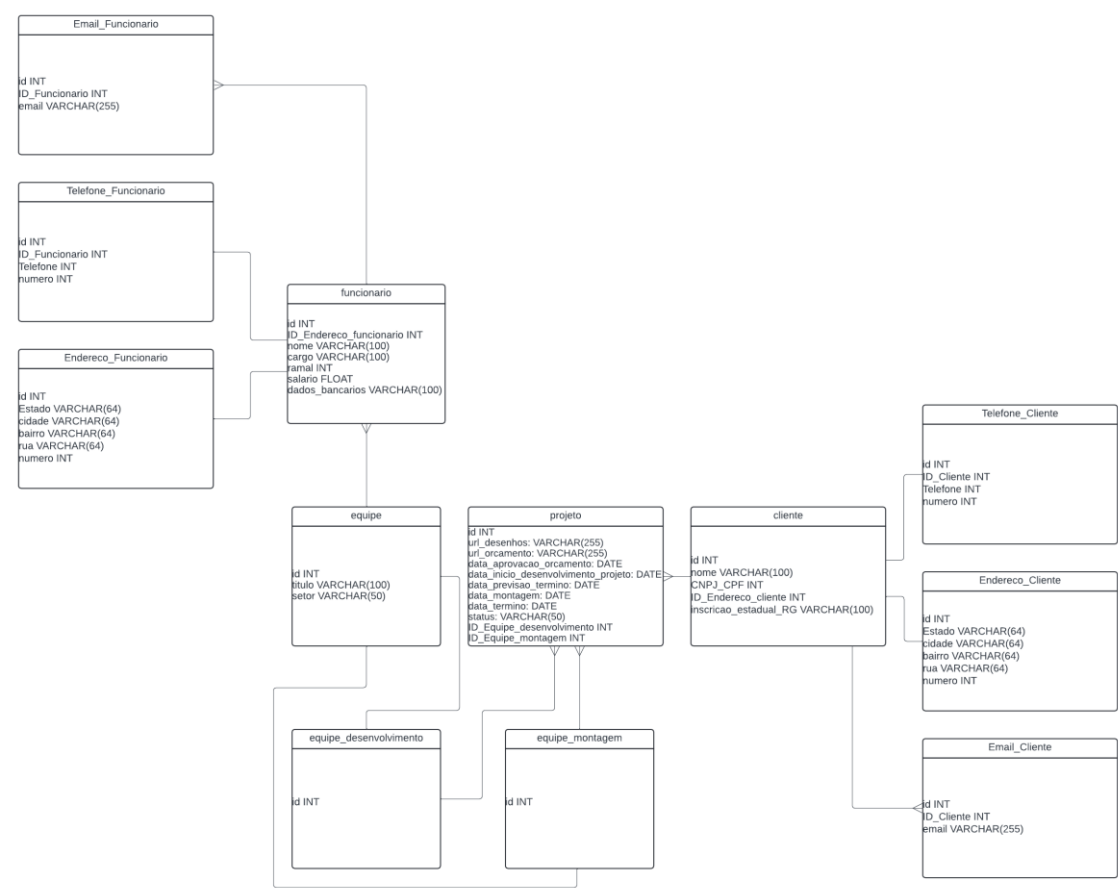 Email_Funcionario
id INT
ID_Funcionario INT
email VARCHAR(255)
Telefone_Funcionario
id INT
ID_Funcionario INT
Telefone INT
numero INT
Endereco_Funcionario
id INT
Estado VARCHAR(64)
cidade VARCHAR(64)
bairro VARCHAR(64)
rua VARCHAR(64)
numero INT
funcionario
id INT
ID_Endereco_funcionario INT
nome VARCHAR(100)
cargo VARCHAR(100)
ramal INT
salario FLOAT
dados_bancarios VARCHAR(100)
equipe
id INT
titulo VARCHAR(100)
setor VARCHAR(50)
projeto
id INT
url_desenhos: VARCHAR(255)
url_orcamento: VARCHAR(255)
data_aprovacao_orcamento: DATE
data_inicio_desenvolvimento_projeto: DATE
data_previsao_termino: DATE
data_montagem: DATE
data_termino: DATE
status: VARCHAR(50)
ID_Equipe_desenvolvimento INT
ID_Equipe_montagem INT
cliente
id INT
nome VARCHAR(100)
CNPJ_CPF INT
ID_Endereco_cliente INT
inscricao_estadual_RG VARCHAR(100)
Telefone_Cliente
id INT
ID_Cliente INT
Telefone INT
numero INT
Endereco_Cliente
id INT
Estado VARCHAR(64)
cidade VARCHAR(64)
bairro VARCHAR(64)
rua VARCHAR(64)
numero INT
Email_Cliente
id INT
ID_Cliente INT
email VARCHAR(255)
equipe_desenvolvimento
id INT
equipe_montagem
id INT